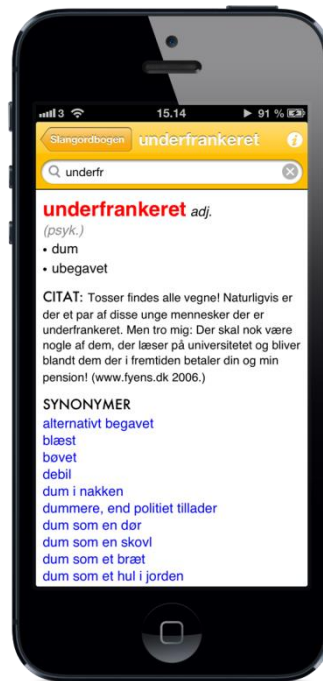 3 15.14 91 %
Slangordbogen underfrankeret i
underfr
underfrankeret adj.
(psyk.)
• dum
• ubegavet
CITAT: Tosser findes alle vegne! Naturligvis er
der et par af disse unge mennesker der er
underfrankeret. Men tro mig: Der skal nok være
nogle af dem, der læser på universitetet og bliver
blandt dem der i fremtiden betaler din og min
pension! (www.fyens.dk 2006.)
SYNONYMER
alternativt begavet
blæst
bøvet
debil
dum i nakken
dummere, end politiet tillader
dum som en dør
dum som en skovl
dum som et bræt
dum som et hul i jorden